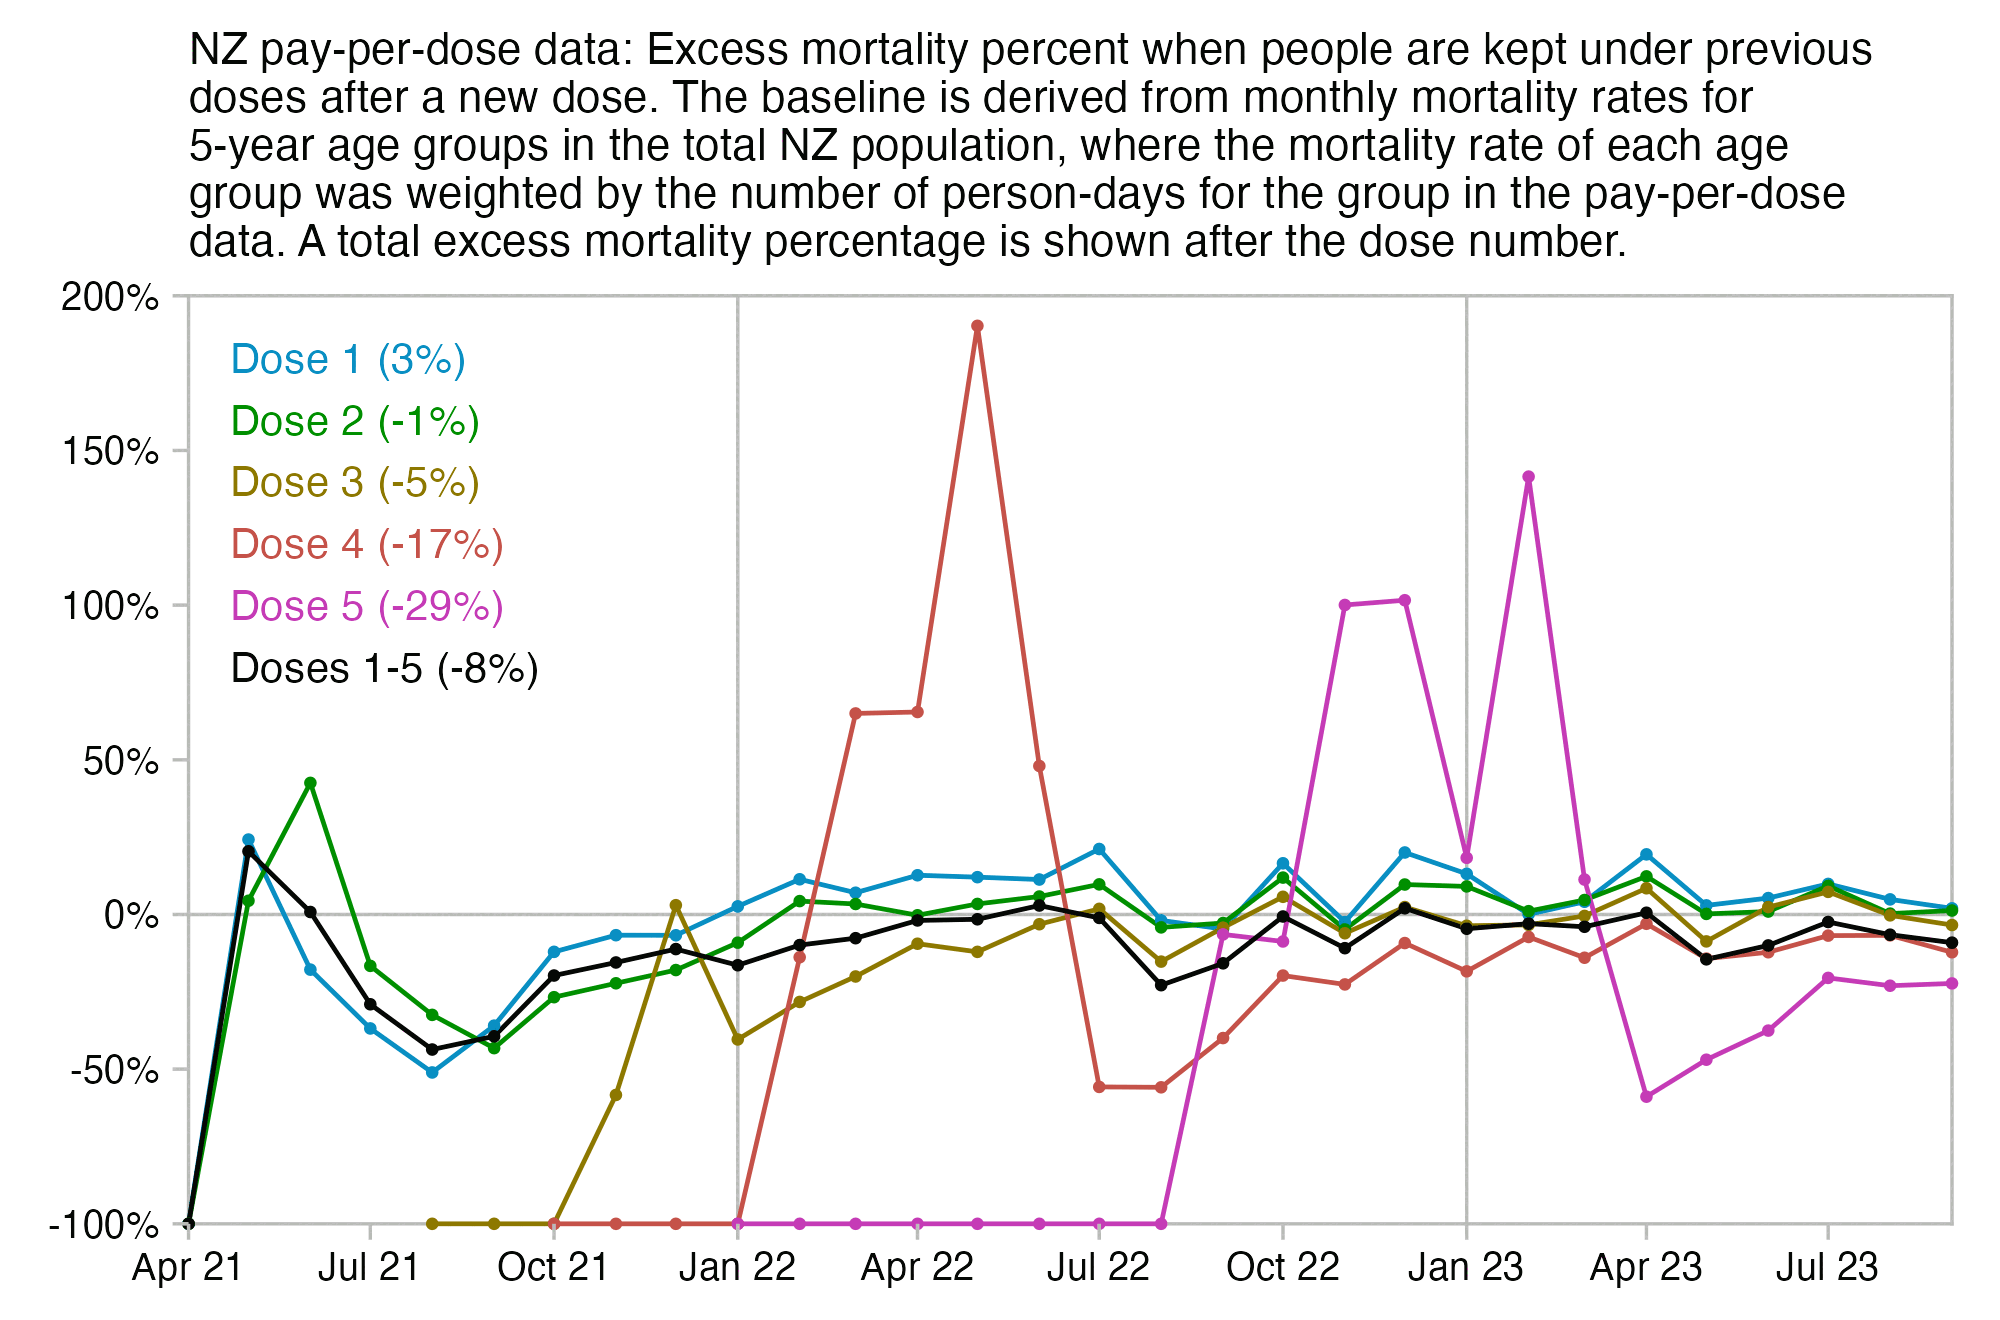 NZ pay-per-dose data: Excess mortality percent when people are kept under previous
doses after a new dose. The baseline is derived from monthly mortality rates for
5-year age groups in the total NZ population, where the mortality rate of each age
group was weighted by the number of person-days for the group in the pay-per-dose
data. A total excess mortality percentage is shown after the dose number.
200%
150%
100%
50%
0%
-50%
-100%
Dose 1 (3%)
Dose 2 (-1%)
Dose 3 (-5%)
Dose 4 (-17%)
Dose 5 (-29%)
Doses 1-5 (-8%)
Apr 21 Jul 21 Oct 21 Jan 22 Apr 22 Jul 22 Oct 22 Jan 23 Apr 23 Jul 23